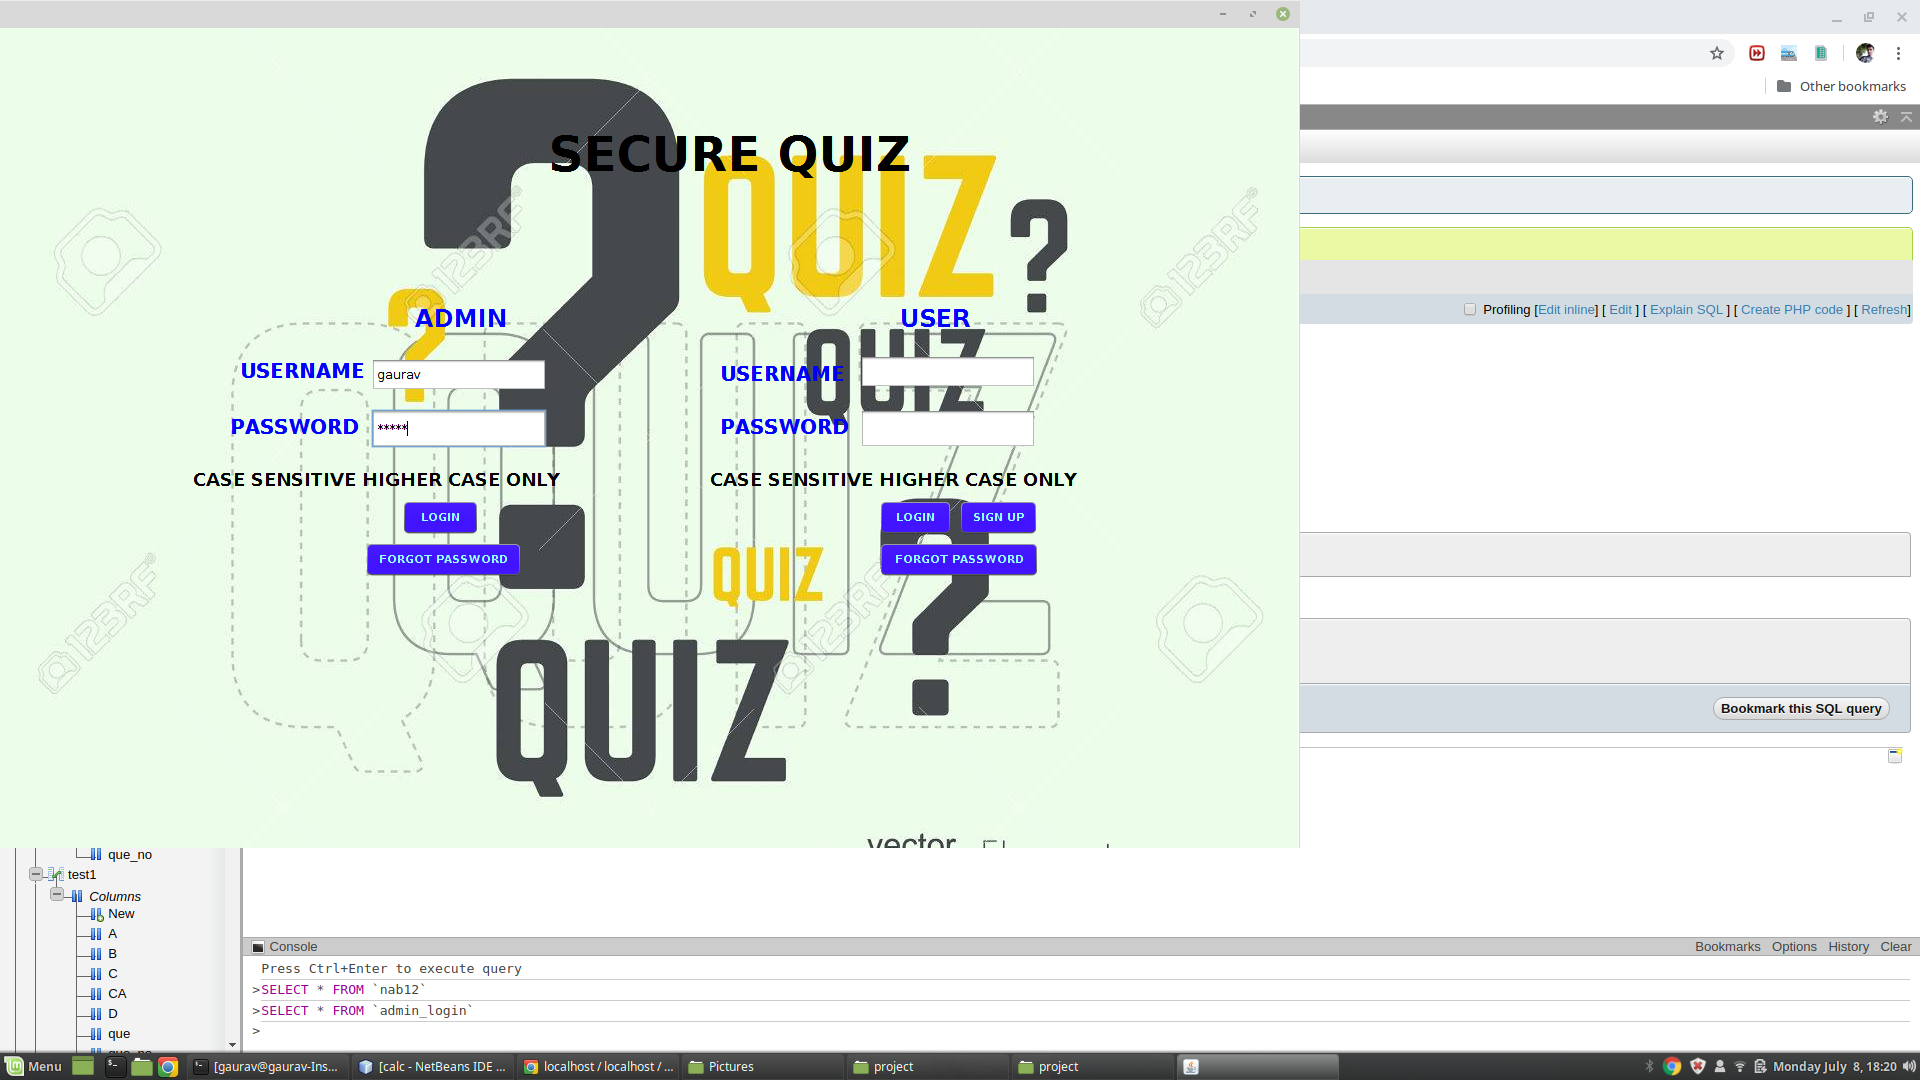 Other bookmarks
SECURE QUIZ
QUIZ
?
ADMIN
USER
Profiling [Edit inline] [ Edit ] [ Explain SQL ] [ Create PHP code ] [ Refresh]
QUIZ
USERNAME gaurav
USERNAME
PASSWORD *****
PASSWORD
CASE SENSITIVE HIGHER CASE ONLY
CASE SENSITIVE HIGHER CASE ONLY
LOGIN
LOGIN SIGN UP
FORGOT PASSWORD
FORGOT PASSWORD
QUIZ
QUIZ
123RF
123RF
123RF
123RF
Bookmark this SQL query
vector
que_no
test1
Columns
New
A
B
C
CA
D
que
Console
Bookmarks Options History Clear
Press Ctrl+Enter to execute query
>SELECT * FROM `nab12`
>SELECT * FROM `admin_login`
>
Menu
[gaurav@gaurav-Ins...
[calc - NetBeans IDE ...
localhost / localhost / ...
Pictures
project
project
Monday July 8, 18:20